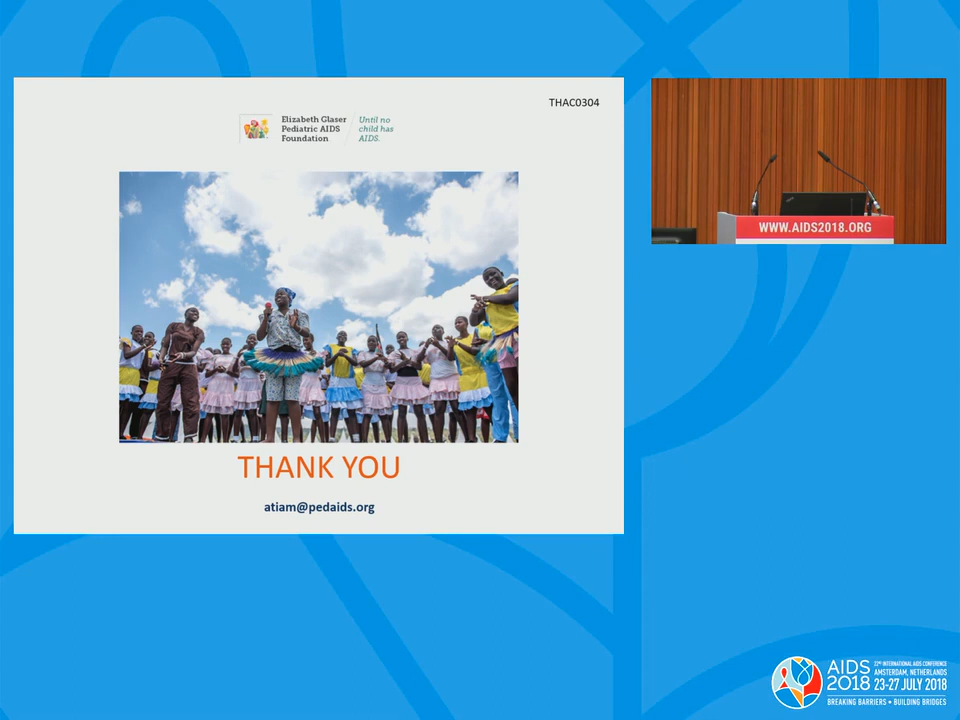 THAC0304
Elizabeth Glaser
Pediatric AIDS
Foundation
Until no
child has
AIDS.
THANK YOU
atiam@pedaids.org
WWW.AIDS2018.ORG
AIDS
2018
22ND INTERNATIONAL AIDS CONFERENCE
AMSTERDAM, NETHERLANDS
23-27 JULY 2018
BREAKING BARRIERS • BUILDING BRIDGES